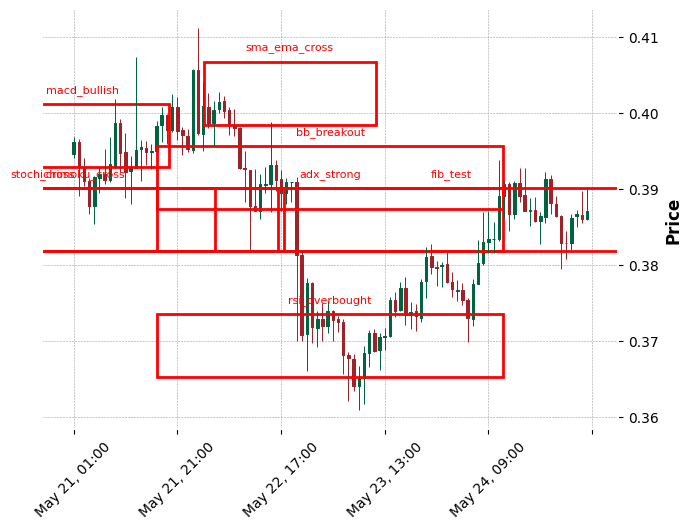 0.41
sma_ema_cross
macd_bullish
0.40
bb_breakout
stochicross
ichimoku_cross
adx_strong
fib_test
0.39
Price
0.38
rsi_overbought
0.37
0.36
May 21, 01:00
May 21, 21:00
May 22, 17:00
May 23, 13:00
May 24, 09:00